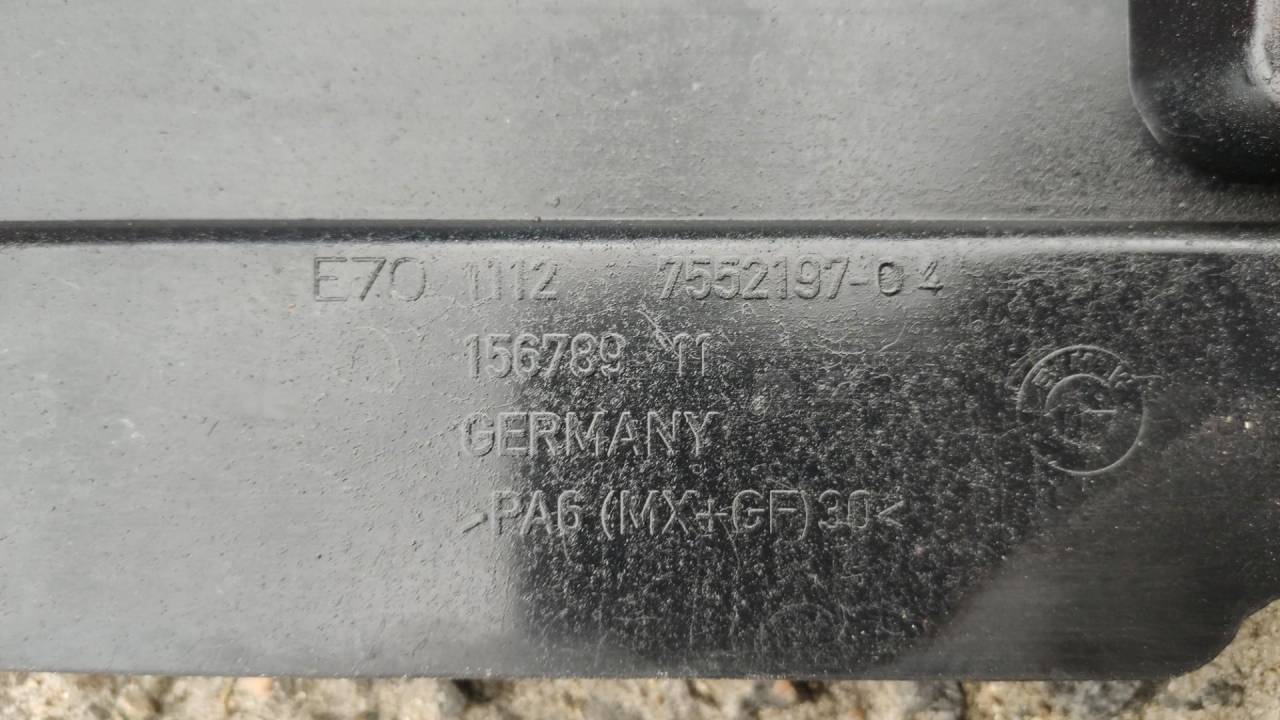 E70 1112 7552197-04
156789 11
GERMANY
>PA6 (MX+GF)30<